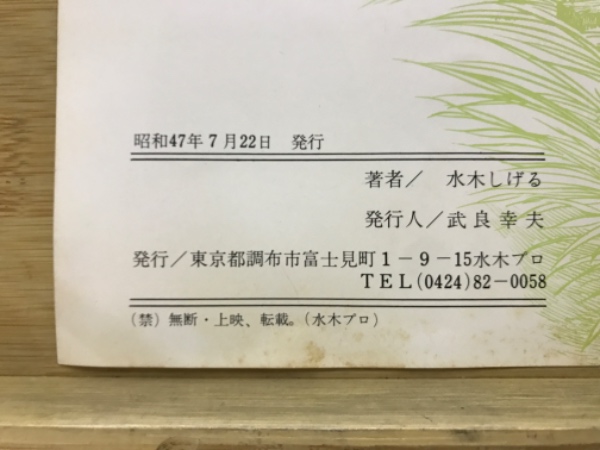 昭和47年7月22日　発行
著者／　水木しげる
発行人／武良幸夫
発行／東京都調布市富士見町1－9－15水木プロ
TEL(0424)82－0058
（禁）無断・上映、転載。（水木プロ）